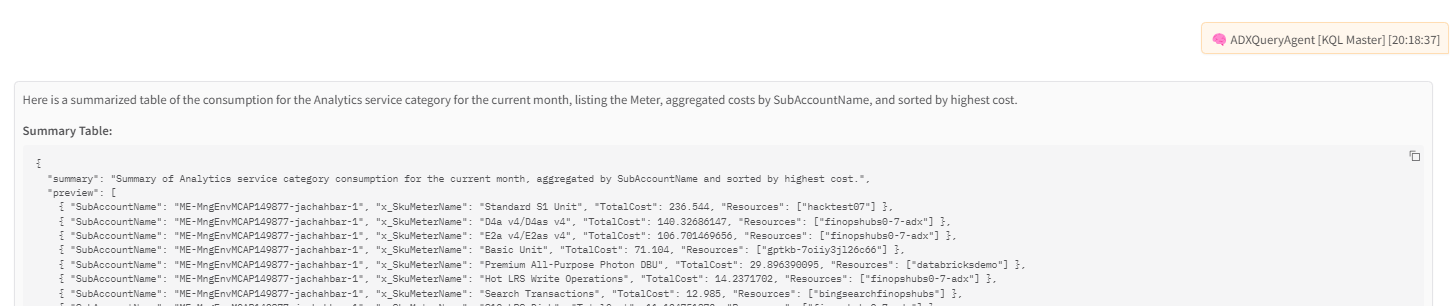 ADXQueryAgent [KQL Master] [20:18:37]
Here is a summarized table of the consumption for the Analytics service category for the current month, listing the Meter, aggregated costs by SubAccountName, and sorted by highest cost.
Summary Table:
{
"summary": "Summary of Analytics service category consumption for the current month, aggregated by SubAccountName and sorted by highest cost.",
"preview": [
{ "SubAccountName": "ME-MngEnvMCAP149877-jachahbar-1", "x_SkuMeterName": "Standard S1 Unit", "TotalCost": 236.544, "Resources": ["hacktest07"] },
{ "SubAccountName": "ME-MngEnvMCAP149877-jachahbar-1", "x_SkuMeterName": "D4a v4/D4as v4", "TotalCost": 140.32686147, "Resources": ["finopshubs0-7-adx"] },
{ "SubAccountName": "ME-MngEnvMCAP149877-jachahbar-1", "x_SkuMeterName": "E2a v4/E2as v4", "TotalCost": 106.701469656, "Resources": ["finopshubs0-7-adx"] },
{ "SubAccountName": "ME-MngEnvMCAP149877-jachahbar-1", "x_SkuMeterName": "Basic Unit", "TotalCost": 71.104, "Resources": ["gptkb-7oiiy3jl26c66"] },
{ "SubAccountName": "ME-MngEnvMCAP149877-jachahbar-1", "x_SkuMeterName": "Premium All-Purpose Photon DBU", "TotalCost": 29.896390095, "Resources": ["databricksdemo"] },
{ "SubAccountName": "ME-MngEnvMCAP149877-jachahbar-1", "x_SkuMeterName": "Hot LRS Write Operations", "TotalCost": 14.2371702, "Resources": ["finopshubs0-7-adx"] },
{ "SubAccountName": "ME-MngEnvMCAP149877-jachahbar-1", "x_SkuMeterName": "Search Transactions", "TotalCost": 12.985, "Resources": ["bingsearchfinopshubs"] },